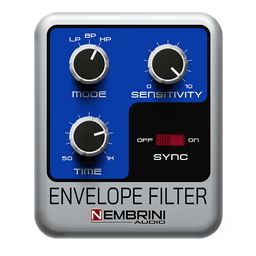 LP BP HP
MODE
0 10
SENSITIVITY
OFF ON
SYNC
50 1K
TIME
ENVELOPE FILTER
NEMBRINI
AUDIO